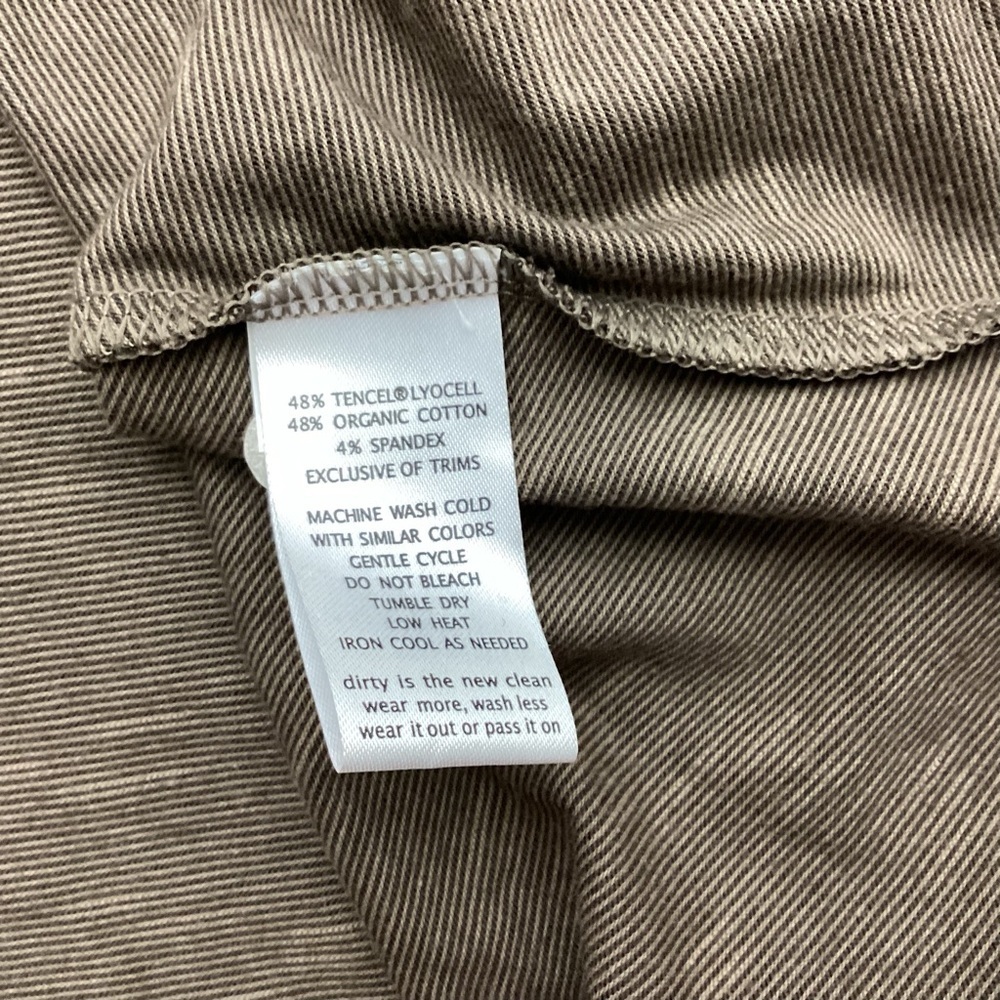 48% TENCEL® LYOCELL
48% ORGANIC COTTON
4% SPANDEX
EXCLUSIVE OF TRIMS
MACHINE WASH COLD
WITH SIMILAR COLORS
GENTLE CYCLE
DO NOT BLEACH
TUMBLE DRY
LOW HEAT
IRON COOL AS NEEDED
dirty is the new clean
wear more, wash less
wear it out or pass it on